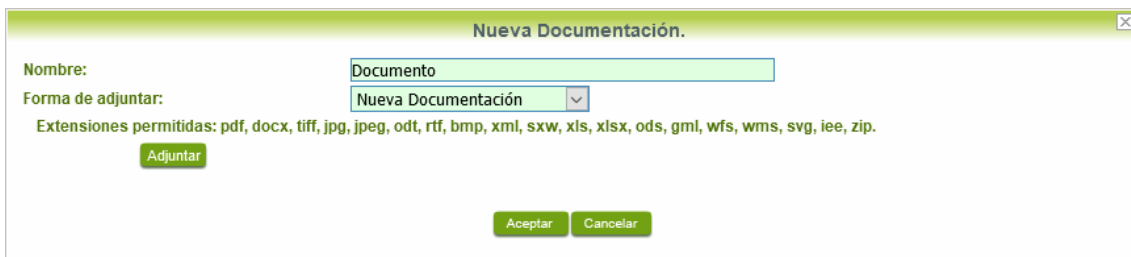 Nueva Documentación.
Nombre: Documento
Forma de adjuntar: Nueva Documentación
Extensiones permitidas: pdf, docx, tiff, jpg, jpeg, odt, rtf, bmp, xml, sxw, xls, xlsx, ods, gml, wfs, wms, svg, iee, zip.
Adjuntar
Aceptar Cancelar